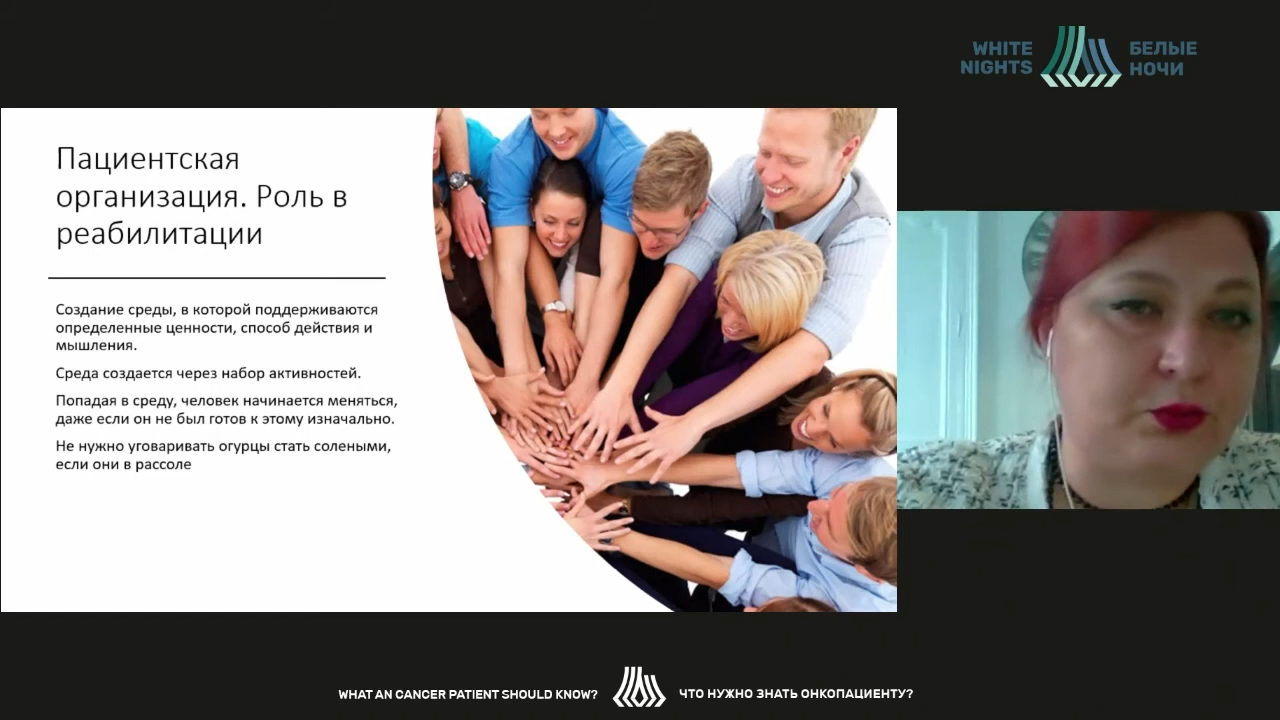 WHITE
NIGHTS
БЕЛЫЕ
НОЧИ
Пациентская
организация. Роль в
реабилитации
Создание среды, в которой поддерживаются
определенные ценности, способ действия и
мышления.
Среда создается через набор активностей.
Попадая в среду, человек начинается меняться,
даже если он не был готов к этому изначально.
Не нужно уговаривать огурцы стать солеными,
если они в рассоле
WHAT AN CANCER PATIENT SHOULD KNOW?
ЧТО НУЖНО ЗНАТЬ ОНКОПАЦИЕНТУ?